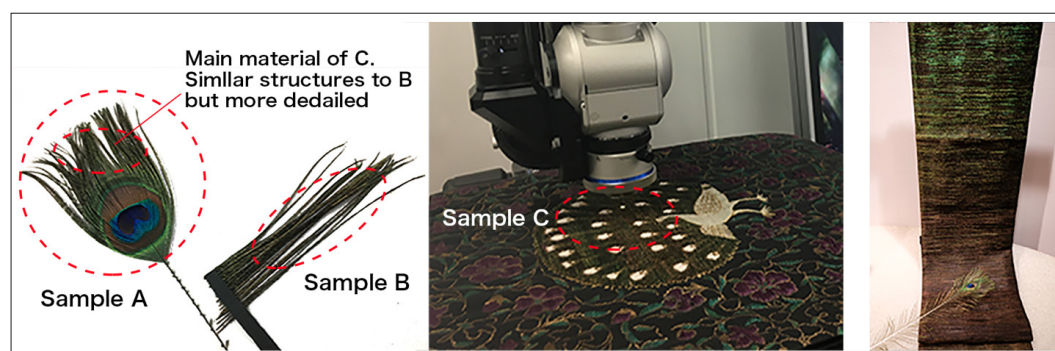 Main material of C.
Simllar structures to B
but more dedailed
Sample A
Sample B
Sample C